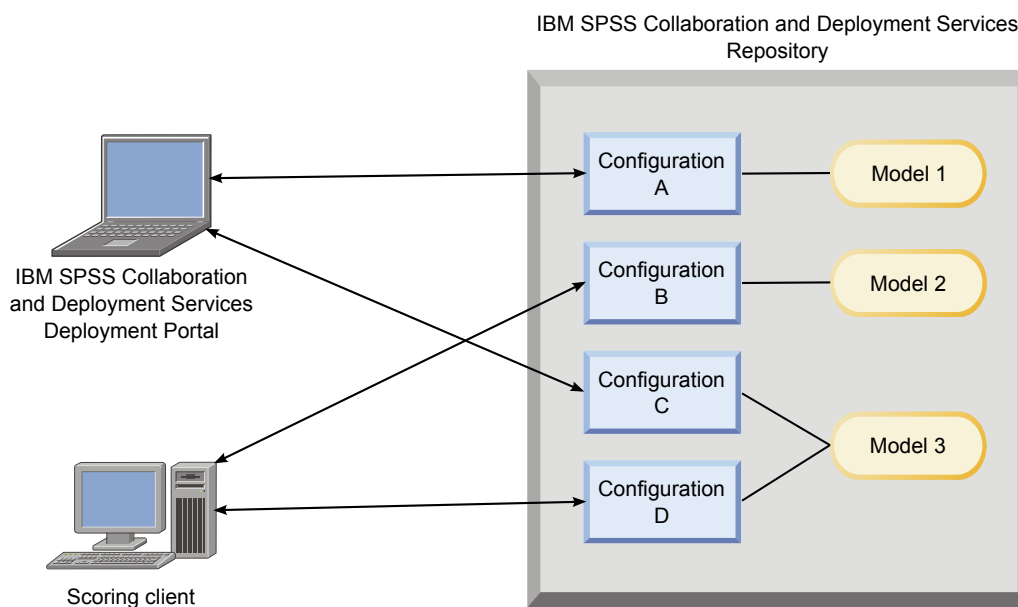 IBM SPSS Collaboration and Deployment Services
Repository
Configuration
A
Model 1
IBM SPSS Collaboration
and Deployment Services
Deployment Portal
Configuration
B
Model 2
Configuration
C
Model 3
Configuration
D
Scoring client